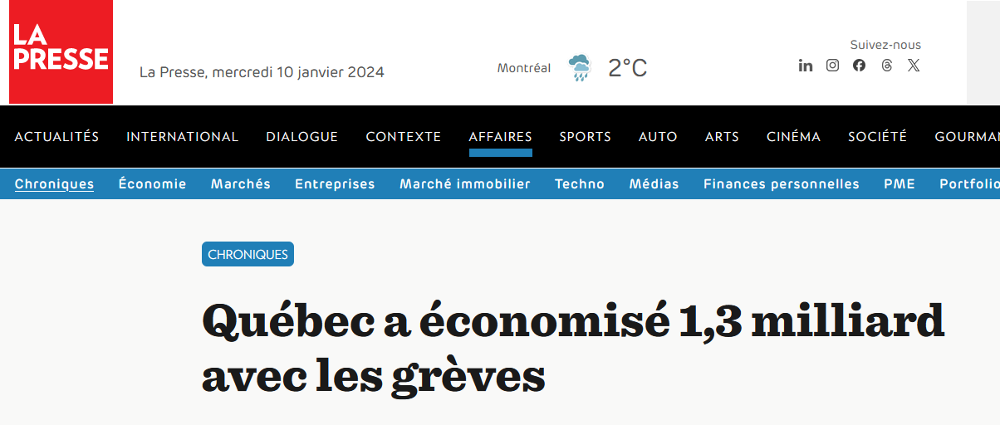 LA
PRESSE
La Presse, mercredi 10 janvier 2024
Montréal
2°C
Suivez-nous
ACTUALITÉS INTERNATIONAL DIALOGUE CONTEXTE AFFAIRES SPORTS AUTO ARTS CINÉMA SOCIÉTÉ GOURMAN
Chroniques Économie Marchés Entreprises Marché immobilier Techno Médias Finances personnelles PME Portfolio
CHRONIQUES
Québec a économisé 1,3 milliard
avec les grèves